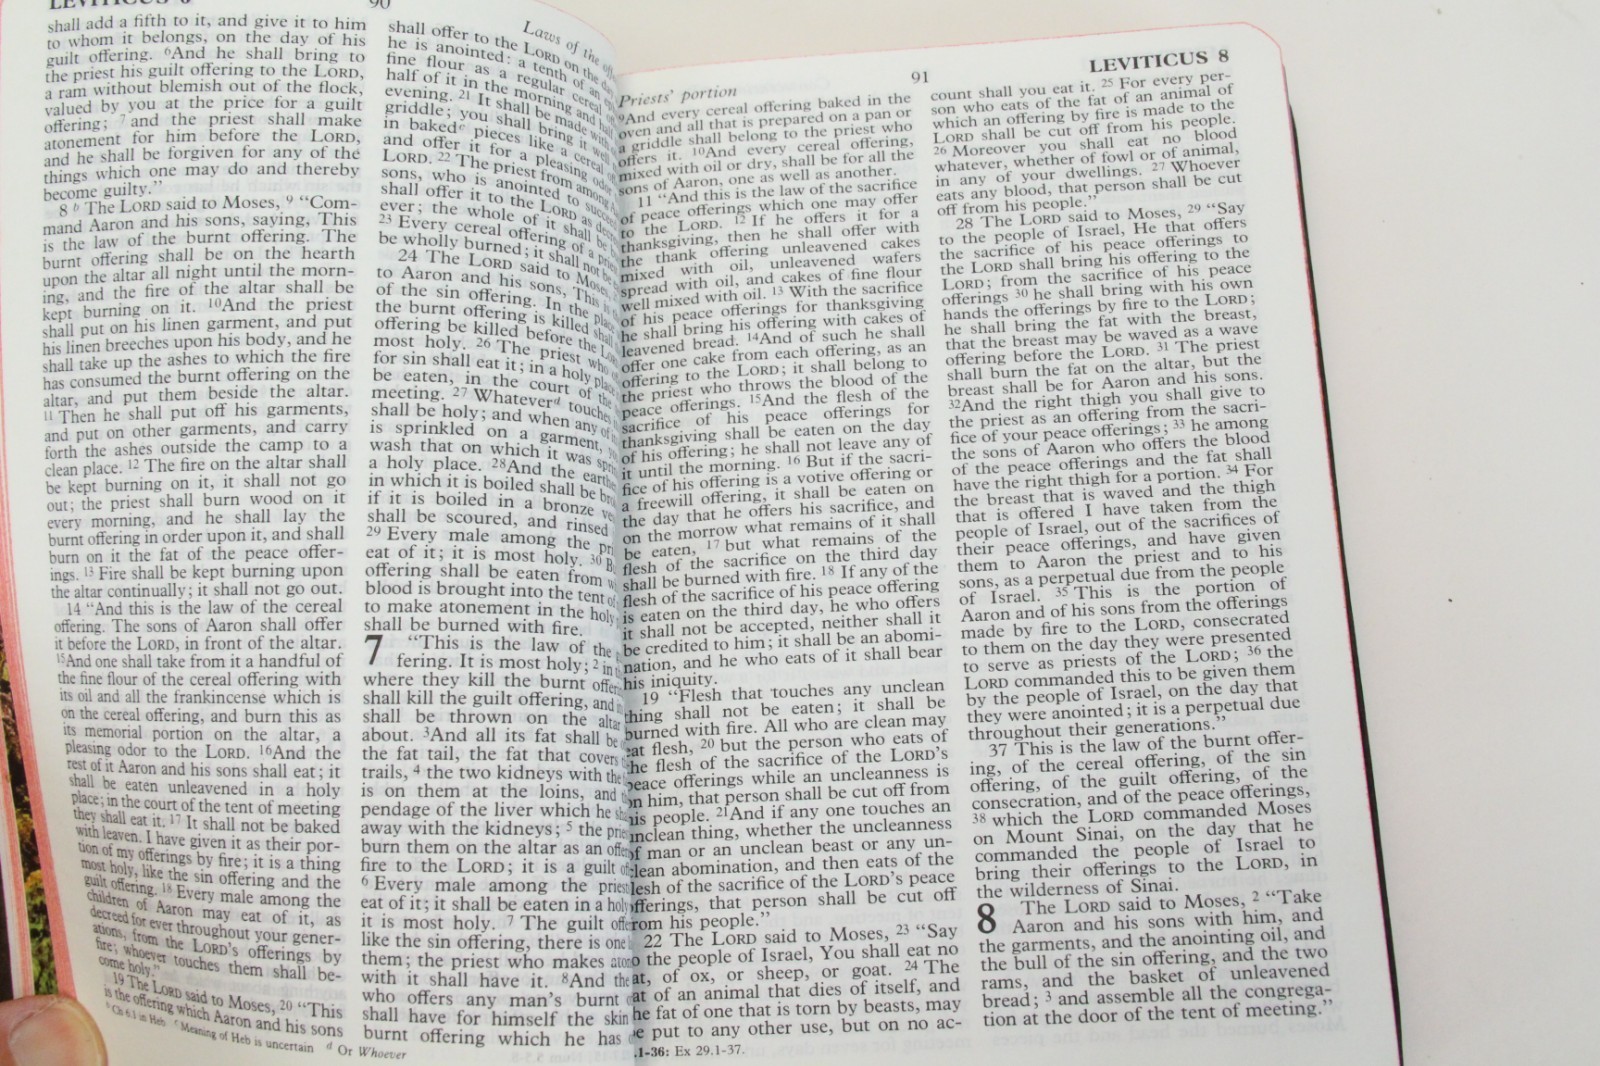 LEVITICUS 6
90
Laws of the
shall add a fifth to it, and give it to him
to whom it belongs, on the day of his
guilt offering. ⁶And he shall bring to
the priest his guilt offering to the LORD,
a ram without blemish out of the flock,
valued by you at the price for a guilt
offering; ⁷ and the priest shall make
atonement for him before the LORD,
and he shall be forgiven for any of the
things which one may do and thereby
become guilty.”
8 ᵇ The LORD said to Moses, ⁹ “Com-
mand Aaron and his sons, saying, This
is the law of the burnt offering. The
burnt offering shall be on the hearth
upon the altar all night until the morn-
ing, and the fire of the altar shall be
kept burning on it. ¹⁰And the priest
shall put on his linen garment, and put
his linen breeches upon his body, and he
shall take up the ashes to which the fire
has consumed the burnt offering on the
altar, and put them beside the altar.
¹¹ Then he shall put off his garments,
and put on other garments, and carry
forth the ashes outside the camp to a
clean place. ¹² The fire on the altar shall
be kept burning on it, it shall not go
out; the priest shall burn wood on it
every morning, and he shall lay the
burnt offering in order upon it, and shall
burn on it the fat of the peace offer-
ings. ¹³ Fire shall be kept burning upon
the altar continually; it shall not go out.
14 “And this is the law of the cereal
offering. The sons of Aaron shall offer
it before the LORD, in front of the altar.
¹⁵And one shall take from it a handful of
the fine flour of the cereal offering with
its oil and all the frankincense which is
on the cereal offering, and burn this as
its memorial portion on the altar, a
pleasing odor to the LORD. ¹⁶And the
rest of it Aaron and his sons shall eat; it
shall be eaten unleavened in a holy
place; in the court of the tent of meeting
they shall eat it. ¹⁷ It shall not be baked
with leaven. I have given it as their por-
tion of my offerings by fire; it is a thing
most holy, like the sin offering and the
guilt offering. ¹⁸ Every male among the
children of Aaron may eat of it, as
decreed for ever throughout your gener-
ations, from the LORD’s offerings by
fire; whoever touches them shall be-
come holy.”
19 The LORD said to Moses, ²⁰ “This
is the offering which Aaron and his sons
shall offer to the LORD on the day
he is anointed: a tenth of an
fine flour as a regular cereal
half of it in the morning and half
evening. ²¹ It shall be made with
griddle; you shall bring it well
in bakedᶜ pieces like a cereal
and offer it for a pleasing odor
LORD. ²² The priest from among
sons, who is anointed to succeed
shall offer it to the LORD as
ever; the whole of it shall be
²³ Every cereal offering of a priest
be wholly burned; it shall not be
24 The LORD said to Moses,
to Aaron and his sons, This
of the sin offering. In the place
the burnt offering is killed shall
offering be killed before the
most holy. ²⁶ The priest who
for sin shall eat it; in a holy place
be eaten, in the court of the
meeting. ²⁷ Whateverᵈ touches
shall be holy; and when any of
is sprinkled on a garment,
wash that on which it was
a holy place. ²⁸And the
in which it is boiled shall be
if it is boiled in a bronze
shall be scoured, and rinsed
²⁹ Every male among the
eat of it; it is most holy. ³⁰
offering shall be eaten from
blood is brought into the tent of
to make atonement in the holy
shall be burned with fire.
7 “This is the law of the
fering. It is most holy; ² in
where they kill the burnt
shall kill the guilt offering, and
shall be thrown on the altar
about. ³And all its fat shall be
the fat tail, the fat that covers
trails, ⁴ the two kidneys with the
is on them at the loins, and
pendage of the liver which he
away with the kidneys; ⁵ the
burn them on the altar as an
fire to the LORD; it is a guilt
⁶ Every male among the
eat of it; it shall be eaten in a holy
it is most holy. ⁷ The guilt
like the sin offering, there is one
them; the priest who makes
with it shall have it. ⁸And the
who offers any man’s burnt
shall have for himself the skin
burnt offering which he has
ᵇ Ch 6.1 in Heb ᶜ Meaning of Heb is uncertain ᵈ Or Whoever
Priests’ portion
91
LEVITICUS 8
⁹And every cereal offering baked in the
oven and all that is prepared on a pan or
a griddle shall belong to the priest who
offers it. ¹⁰And every cereal offering,
mixed with oil or dry, shall be for all the
sons of Aaron, one as well as another.
11 “And this is the law of the sacrifice
of peace offerings which one may offer
to the LORD. ¹² If he offers it for a
thanksgiving, then he shall offer with
the thank offering unleavened cakes
mixed with oil, unleavened wafers
spread with oil, and cakes of fine flour
well mixed with oil. ¹³ With the sacrifice
of his peace offerings for thanksgiving
he shall bring his offering with cakes of
leavened bread. ¹⁴And of such he shall
offer one cake from each offering, as an
offering to the LORD; it shall belong to
the priest who throws the blood of the
peace offerings. ¹⁵And the flesh of the
sacrifice of his peace offerings for
thanksgiving shall be eaten on the day
of his offering; he shall not leave any of
it until the morning. ¹⁶ But if the sacri-
fice of his offering is a votive offering or
a freewill offering, it shall be eaten on
the day that he offers his sacrifice, and
on the morrow what remains of it shall
be eaten, ¹⁷ but what remains of the
flesh of the sacrifice on the third day
shall be burned with fire. ¹⁸ If any of the
flesh of the sacrifice of his peace offering
is eaten on the third day, he who offers
it shall not be accepted, neither shall it
be credited to him; it shall be an abomi-
nation, and he who eats of it shall bear
his iniquity.
19 “Flesh that touches any unclean
thing shall not be eaten; it shall be
burned with fire. All who are clean may
eat flesh, ²⁰ but the person who eats of
the flesh of the sacrifice of the LORD’s
peace offerings while an uncleanness is
on him, that person shall be cut off from
his people. ²¹And if any one touches an
unclean thing, whether the uncleanness
of man or an unclean beast or any un-
clean abomination, and then eats of the
flesh of the sacrifice of the LORD’s peace
offerings, that person shall be cut off
from his people.”
22 The LORD said to Moses, ²³ “Say
to the people of Israel, You shall eat no
fat, of ox, or sheep, or goat. ²⁴ The
fat of an animal that dies of itself, and
the fat of one that is torn by beasts, may
be put to any other use, but on no ac-
count shall you eat it. ²⁵ For every per-
son who eats of the fat of an animal of
which an offering by fire is made to the
LORD shall be cut off from his people.
²⁶ Moreover you shall eat no blood
whatever, whether of fowl or of animal,
in any of your dwellings. ²⁷ Whoever
eats any blood, that person shall be cut
off from his people.”
28 The LORD said to Moses, ²⁹ “Say
to the people of Israel, He that offers
the sacrifice of his peace offerings to
the LORD shall bring his offering to the
LORD; from the sacrifice of his peace
offerings ³⁰ he shall bring with his own
hands the offerings by fire to the LORD;
he shall bring the fat with the breast,
that the breast may be waved as a wave
offering before the LORD. ³¹ The priest
shall burn the fat on the altar, but the
breast shall be for Aaron and his sons.
³²And the right thigh you shall give to
the priest as an offering from the sacri-
fice of your peace offerings; ³³ he among
the sons of Aaron who offers the blood
of the peace offerings and the fat shall
have the right thigh for a portion. ³⁴ For
the breast that is waved and the thigh
that is offered I have taken from the
people of Israel, out of the sacrifices of
their peace offerings, and have given
them to Aaron the priest and to his
sons, as a perpetual due from the people
of Israel. ³⁵ This is the portion of
Aaron and of his sons from the offerings
made by fire to the LORD, consecrated
to them on the day they were presented
to serve as priests of the LORD; ³⁶ the
LORD commanded this to be given them
by the people of Israel, on the day that
they were anointed; it is a perpetual due
throughout their generations.”
37 This is the law of the burnt offer-
ing, of the cereal offering, of the sin
offering, of the guilt offering, of the
consecration, and of the peace offerings,
³⁸ which the LORD commanded Moses
on Mount Sinai, on the day that he
commanded the people of Israel to
bring their offerings to the LORD, in
the wilderness of Sinai.
8 The LORD said to Moses, ² “Take
Aaron and his sons with him, and
the garments, and the anointing oil, and
the bull of the sin offering, and the two
rams, and the basket of unleavened
bread; ³ and assemble all the congrega-
tion at the door of the tent of meeting.”
.1-36: Ex 29.1-37.